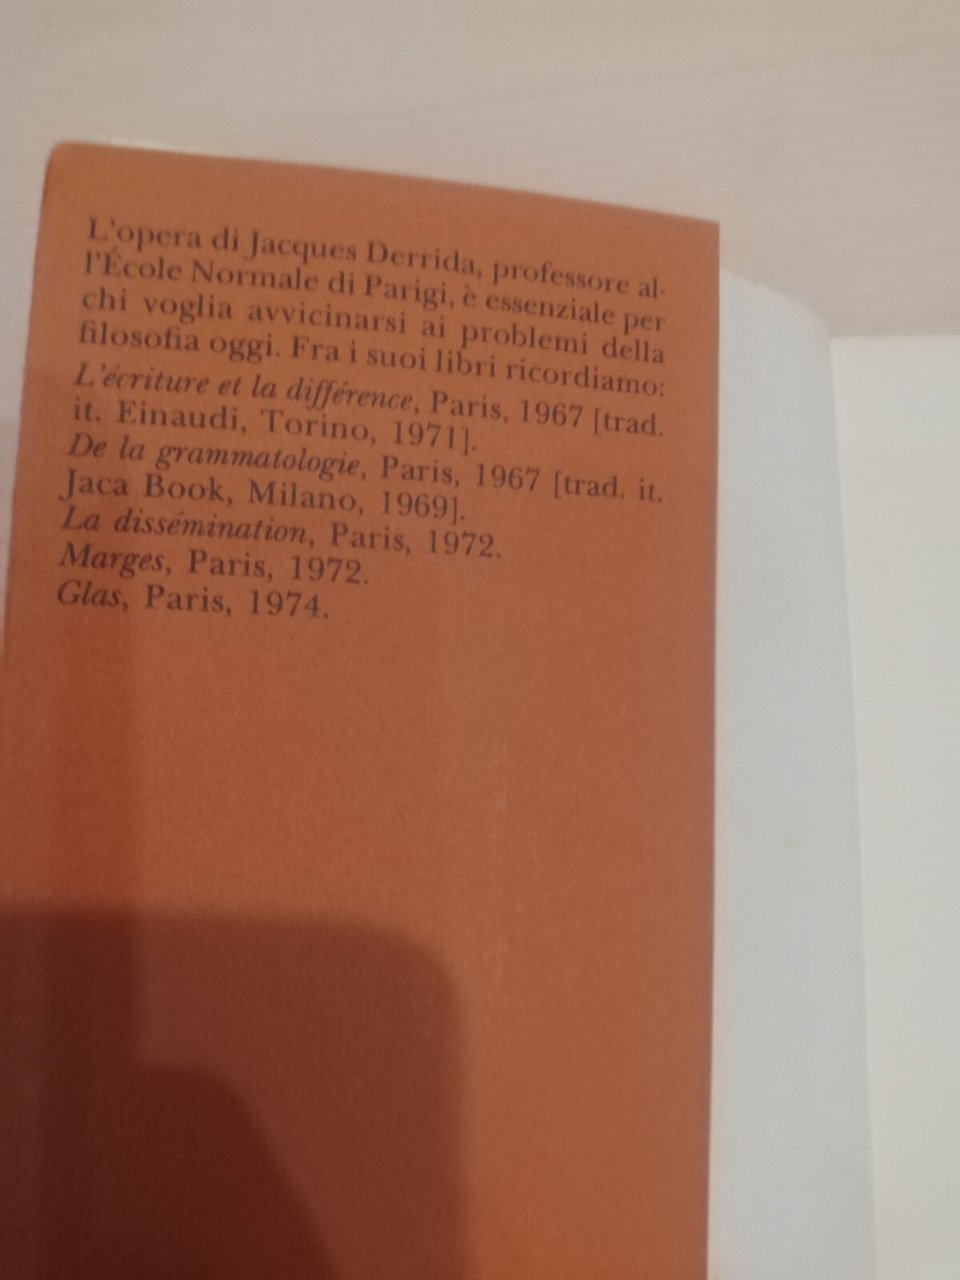 L'opera di Jacques Derrida, professore al-
l'École Normale di Parigi, è essenziale per
chi voglia avvicinarsi ai problemi della
filosofia oggi. Fra i suoi libri ricordiamo:
L'écriture et la différence, Paris, 1967 [trad.
it. Einaudi, Torino, 1971].
De la grammatologie, Paris, 1967 [trad. it.
Jaca Book, Milano, 1969].
La dissémination, Paris, 1972.
Marges, Paris, 1972.
Glas, Paris, 1974.